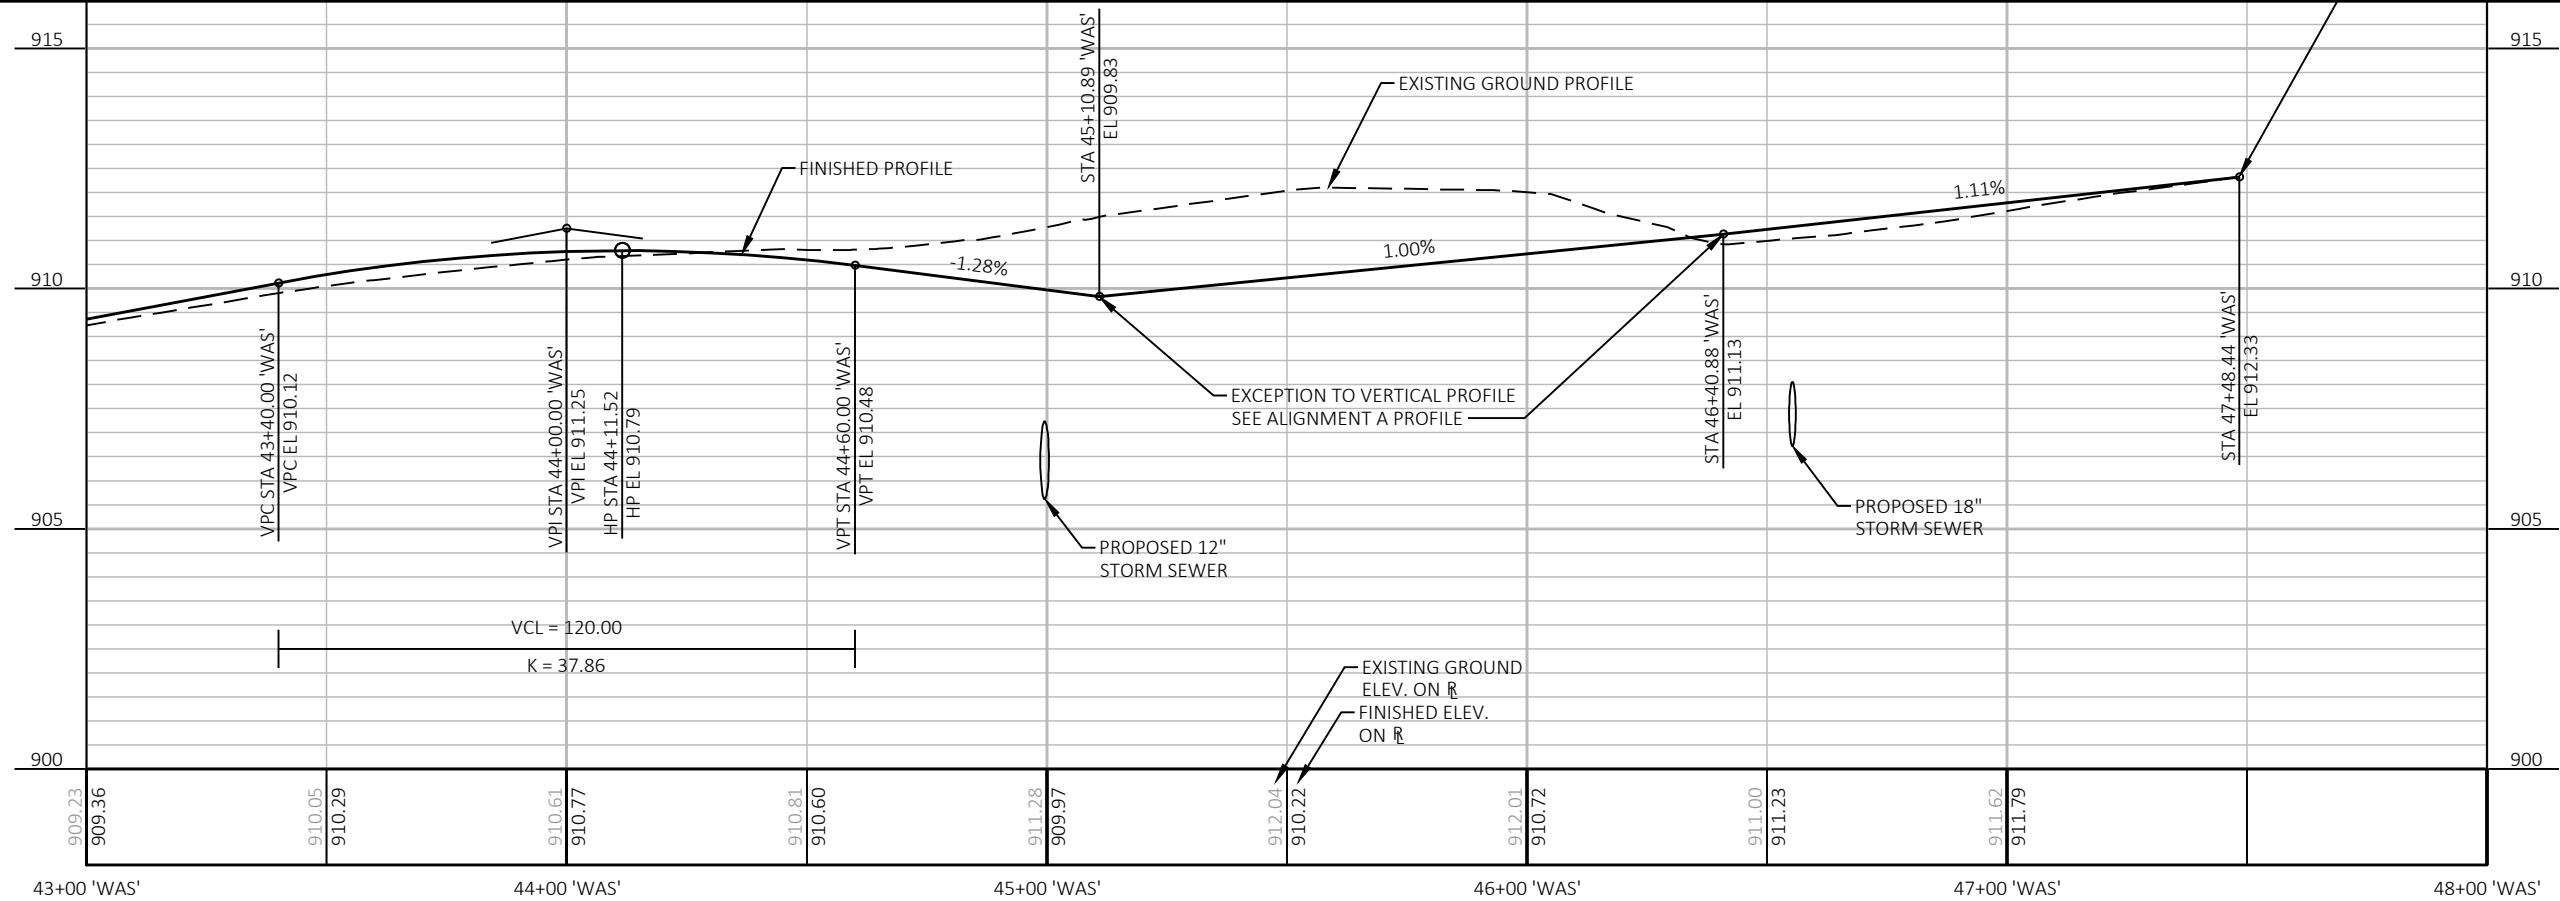 915
915
STA 45+10.89 'WAS'
EL 909.83
EXISTING GROUND PROFILE
FINISHED PROFILE
1.11%
1.00%
-1.28%
910
910
VPC STA 43+40.00 'WAS'
VPC EL 910.12
VPI STA 44+00.00 'WAS'
VPI EL 911.25
HP STA 44+11.52
HP EL 910.79
VPT STA 44+60.00 'WAS'
VPT EL 910.48
EXCEPTION TO VERTICAL PROFILE
SEE ALIGNMENT A PROFILE
STA 46+40.88 'WAS'
EL 911.13
STA 47+48.44 'WAS'
EL 912.33
905
905
PROPOSED 12"
STORM SEWER
PROPOSED 18"
STORM SEWER
VCL = 120.00
K = 37.86
EXISTING GROUND
ELEV. ON RL
FINISHED ELEV.
ON RL
900
900
909.23
909.36
910.05
910.29
910.61
910.77
910.81
910.60
911.28
909.97
912.04
910.22
912.01
910.72
911.00
911.23
911.62
911.79
43+00 'WAS'
44+00 'WAS'
45+00 'WAS'
46+00 'WAS'
47+00 'WAS'
48+00 'WAS'